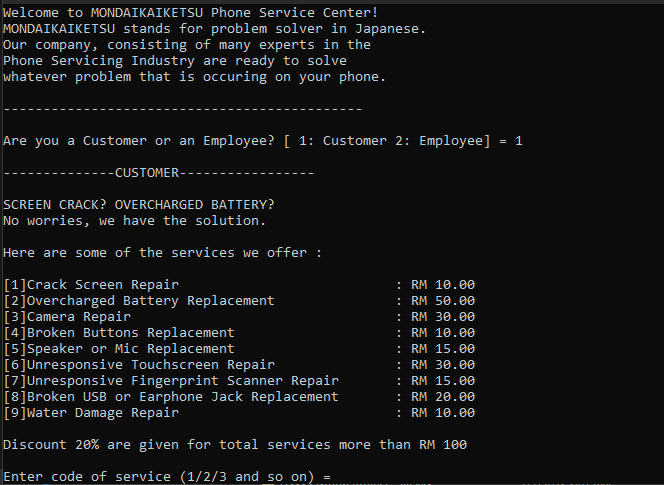 Welcome to MONDAIKAIKETSU Phone Service Center!
MONDAIKAIKETSU stands for problem solver in Japanese.
Our company, consisting of many experts in the
Phone Servicing Industry are ready to solve
whatever problem that is occuring on your phone.
---------------------------------------------
Are you a Customer or an Employee? [ 1: Customer 2: Employee] = 1
--------------CUSTOMER-----------------
SCREEN CRACK? OVERCHARGED BATTERY?
No worries, we have the solution.
Here are some of the services we offer :
[1]Crack Screen Repair : RM 10.00
[2]Overcharged Battery Replacement : RM 50.00
[3]Camera Repair : RM 30.00
[4]Broken Buttons Replacement : RM 10.00
[5]Speaker or Mic Replacement : RM 15.00
[6]Unresponsive Touchscreen Repair : RM 30.00
[7]Unresponsive Fingerprint Scanner Repair : RM 15.00
[8]Broken USB or Earphone Jack Replacement : RM 20.00
[9]Water Damage Repair : RM 10.00
Discount 20% are given for total services more than RM 100
Enter code of service (1/2/3 and so on) =